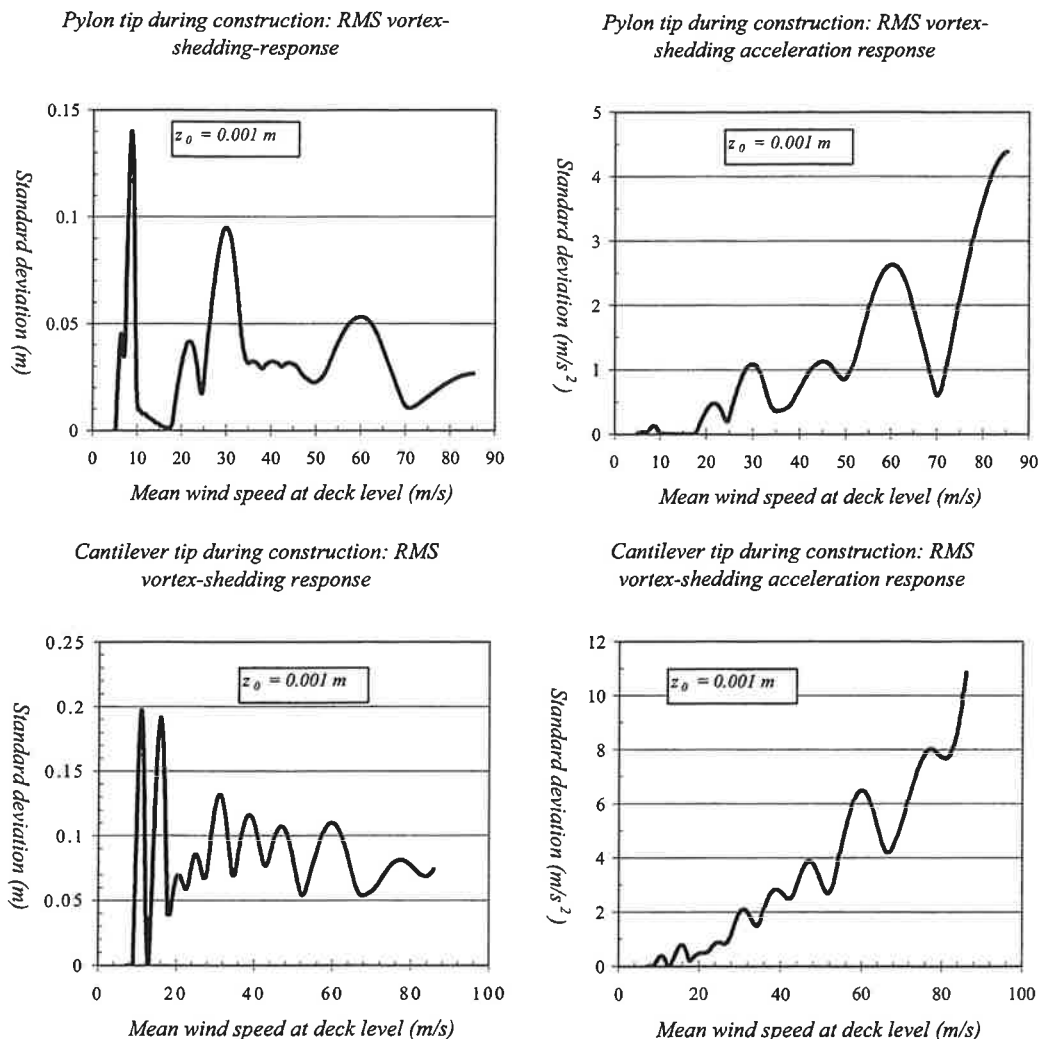 Pylon tip during construction: RMS vortex-
shedding-response
0.15
0.1
0.05
0
z0 = 0.001 m
Standard deviation (m)
0 10 20 30 40 50 60 70 80 90
Mean wind speed at deck level (m/s)
Pylon tip during construction: RMS vortex-
shedding acceleration response
5
4
3
2
1
0
z0 = 0.001 m
Standard deviation (m/s²)
0 10 20 30 40 50 60 70 80 90
Mean wind speed at deck level (m/s)
Cantilever tip during construction: RMS
vortex-shedding response
0.25
0.2
0.15
0.1
0.05
0
z0 = 0.001 m
Standard deviation (m)
0 20 40 60 80 100
Mean wind speed at deck level (m/s)
Cantilever tip during construction: RMS
vortex-shedding acceleration response
12
10
8
6
4
2
0
z0 = 0.001 m
Standard deviation (m/s²)
0 20 40 60 80 100
Mean wind speed at deck level (m/s)